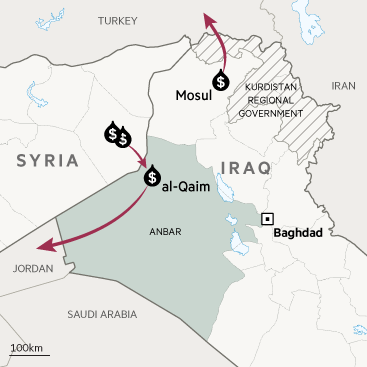 TURKEY
Mosul
KURDISTAN
REGIONAL
GOVERNMENT
IRAN
$
$
$
$
SYRIA
IRAQ
al-Qaim
ANBAR
Baghdad
JORDAN
SAUDI ARABIA
100km